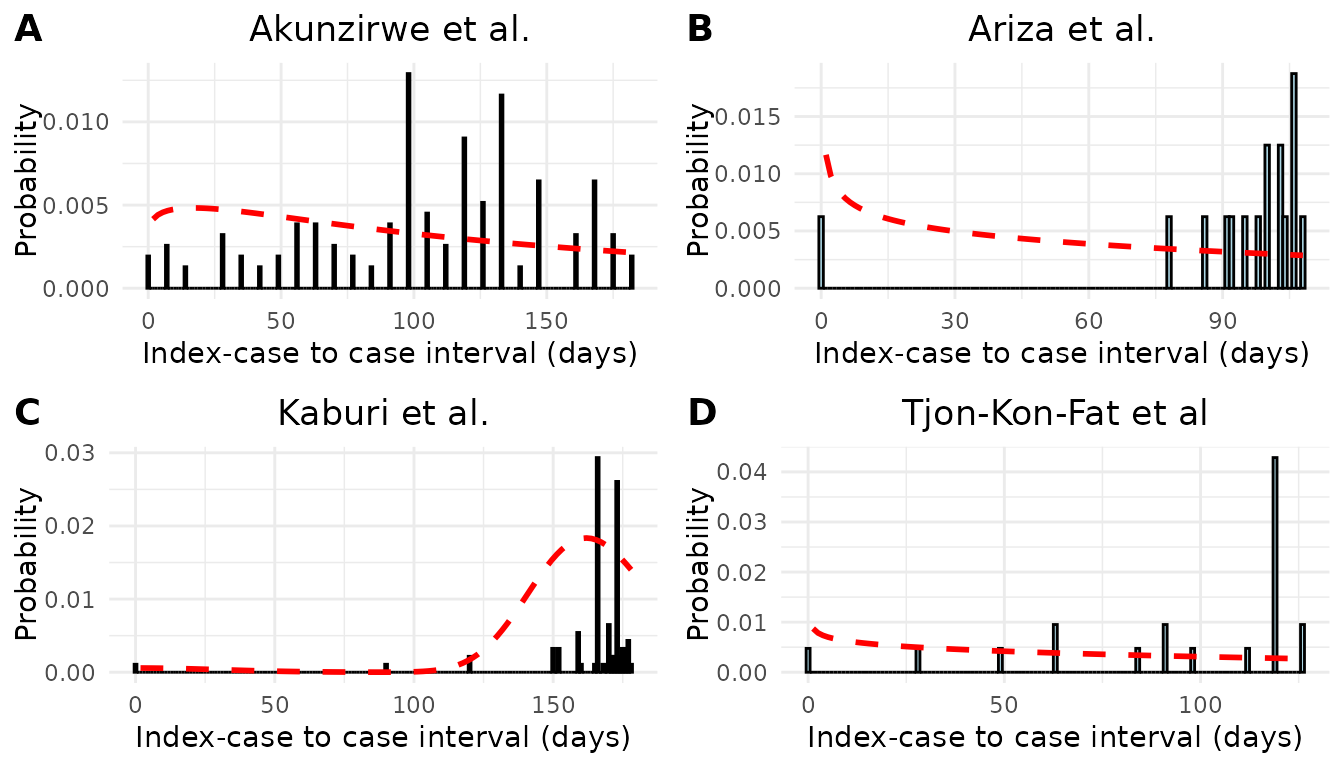 A Akunzirwe et al.
Probability
0.010
0.005
0.000
0 50 100 150
Index-case to case interval (days)
B Ariza et al.
Probability
0.015
0.010
0.005
0.000
0 30 60 90
Index-case to case interval (days)
C Kaburi et al.
Probability
0.03
0.02
0.01
0.00
0 50 100 150
Index-case to case interval (days)
D Tjon-Kon-Fat et al
Probability
0.04
0.03
0.02
0.01
0.00
0 50 100
Index-case to case interval (days)